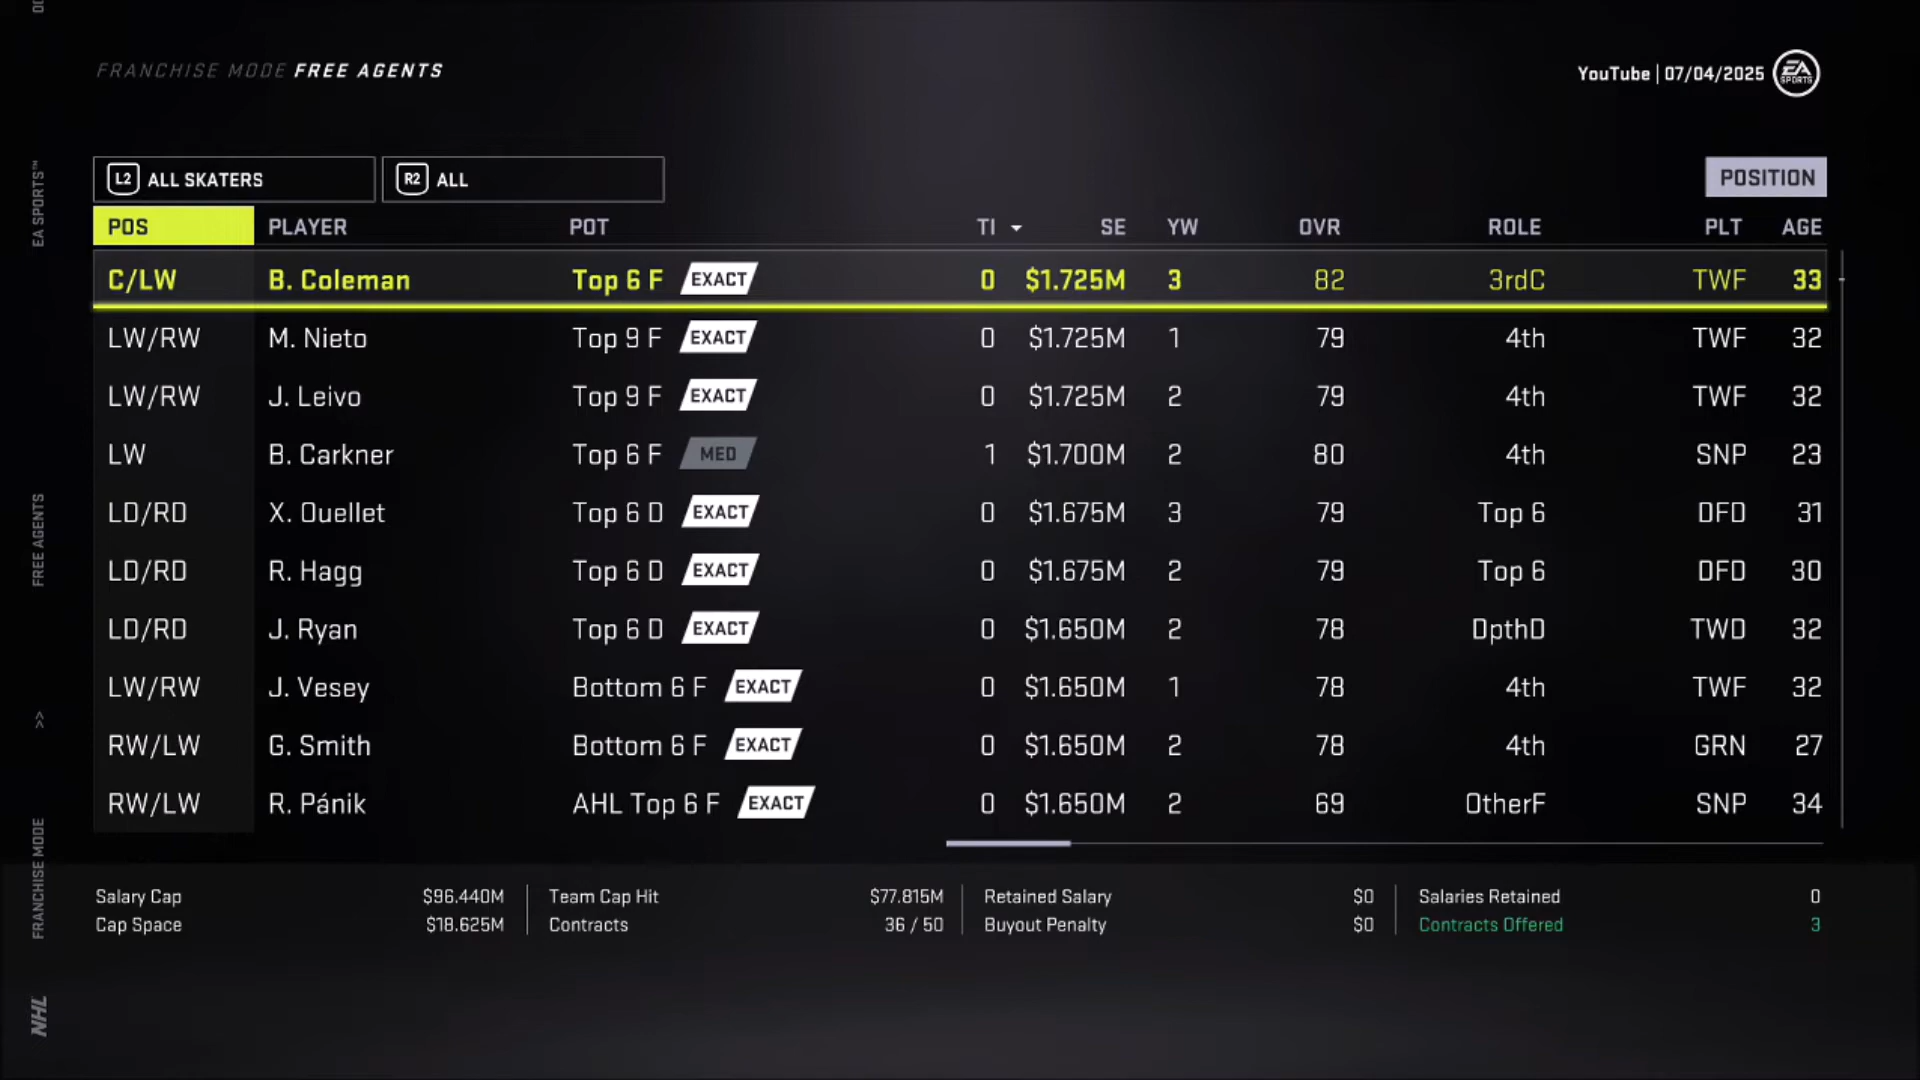 FRANCHISE MODE FREE AGENTS
YouTube | 07/04/2025
EA SPORTS
L2 ALL SKATERS R2 ALL
POSITION
POS PLAYER POT TI SE YW OVR ROLE PLT AGE
C/LW B. Coleman Top 6 F EXACT 0 $1.725M 3 82 3rdC TWF 33
LW/RW M. Nieto Top 9 F EXACT 0 $1.725M 1 79 4th TWF 32
LW/RW J. Leivo Top 9 F EXACT 0 $1.725M 2 79 4th TWF 32
LW B. Carkner Top 6 F MED 1 $1.700M 2 80 4th SNP 23
LD/RD X. Ouellet Top 6 D EXACT 0 $1.675M 3 79 Top 6 DFD 31
LD/RD R. Hagg Top 6 D EXACT 0 $1.675M 2 79 Top 6 DFD 30
LD/RD J. Ryan Top 6 D EXACT 0 $1.650M 2 78 DpthD TWD 32
LW/RW J. Vesey Bottom 6 F EXACT 0 $1.650M 1 78 4th TWF 32
RW/LW G. Smith Bottom 6 F EXACT 0 $1.650M 2 78 4th GRN 27
RW/LW R. Pánik AHL Top 6 F EXACT 0 $1.650M 2 69 OtherF SNP 34
Salary Cap $96.440M Team Cap Hit $77.815M Retained Salary $0 Salaries Retained 0
Cap Space $18.625M Contracts 36 / 50 Buyout Penalty $0 Contracts Offered 3
EA SPORTS™
FREE AGENTS
>>
FRANCHISE MODE
NHL